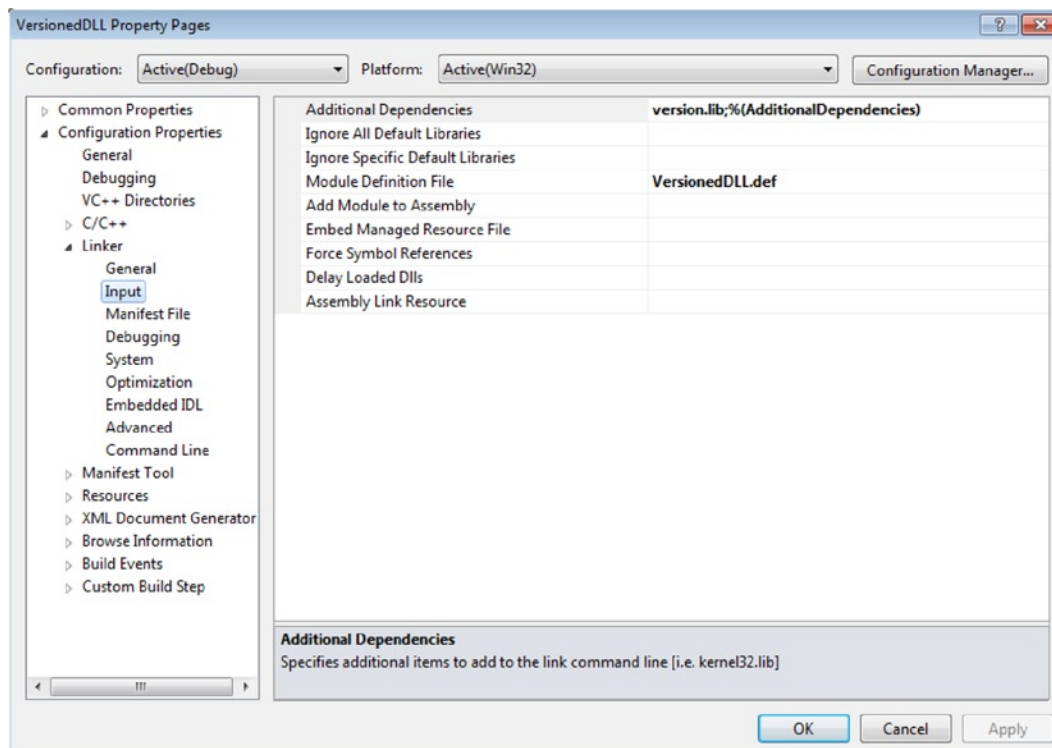 VersionedDLL Property Pages
Configuration: Active(Debug) Platform: Active(Win32) Configuration Manager...
Common Properties
Configuration Properties
General
Debugging
VC++ Directories
C/C++
Linker
General
Input
Manifest File
Debugging
System
Optimization
Embedded IDL
Advanced
Command Line
Manifest Tool
Resources
XML Document Generator
Browse Information
Build Events
Custom Build Step
Additional Dependencies version.lib;%(AdditionalDependencies)
Ignore All Default Libraries
Ignore Specific Default Libraries
Module Definition File VersionedDLL.def
Add Module to Assembly
Embed Managed Resource File
Force Symbol References
Delay Loaded Dlls
Assembly Link Resource
Additional Dependencies
Specifies additional items to add to the link command line [i.e. kernel32.lib]
OK Cancel Apply